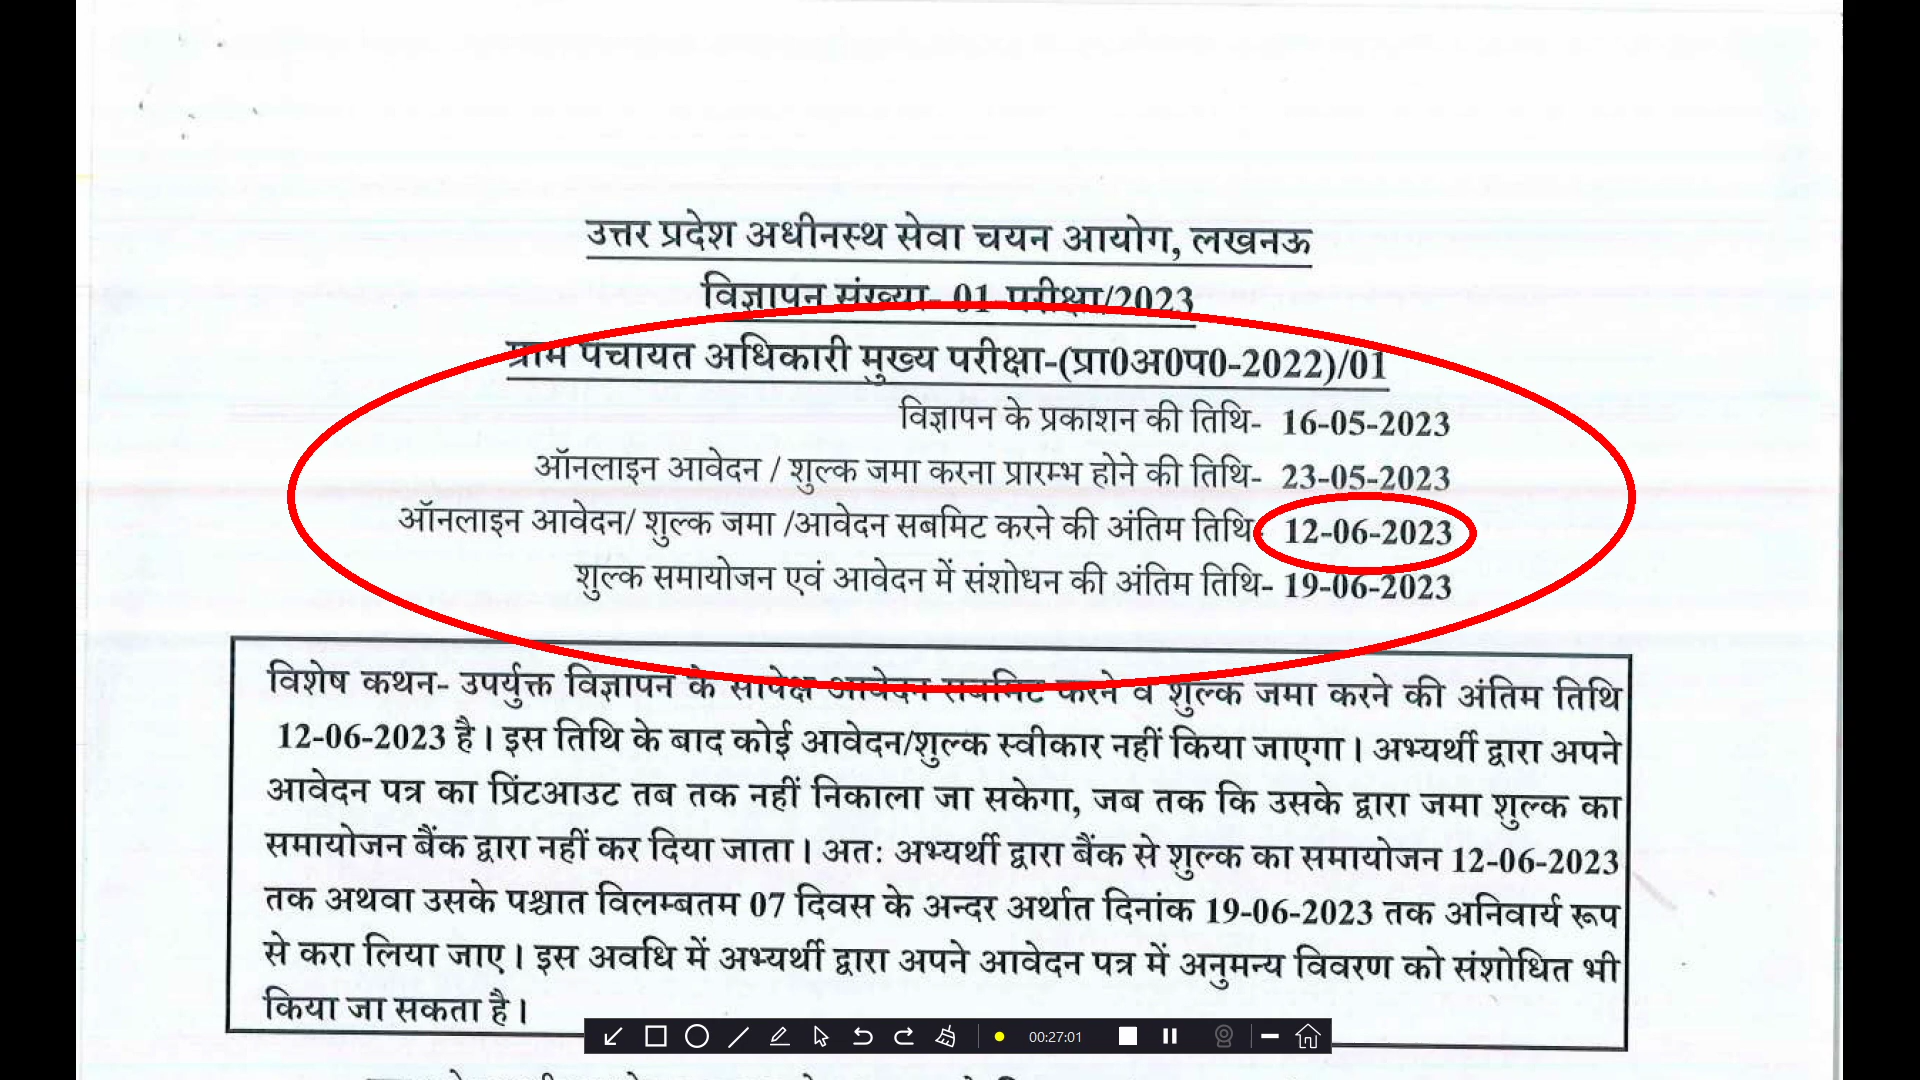 उत्तर प्रदेश अधीनस्थ सेवा चयन आयोग, लखनऊ
विज्ञापन संख्या- 01 परीक्षा/2023
ग्राम पंचायत अधिकारी मुख्य परीक्षा-(प्रा0अ0प0-2022)/01
विज्ञापन के प्रकाशन की तिथि- 16-05-2023
ऑनलाइन आवेदन / शुल्क जमा करना प्रारम्भ होने की तिथि- 23-05-2023
ऑनलाइन आवेदन/ शुल्क जमा /आवेदन सबमिट करने की अंतिम तिथि- 12-06-2023
शुल्क समायोजन एवं आवेदन में संशोधन की अंतिम तिथि- 19-06-2023
विशेष कथन- उपर्युक्त विज्ञापन के सापेक्ष आवेदन सबमिट करने व शुल्क जमा करने की अंतिम तिथि
12-06-2023 है। इस तिथि के बाद कोई आवेदन/शुल्क स्वीकार नहीं किया जाएगा। अभ्यर्थी द्वारा अपने
आवेदन पत्र का प्रिंटआउट तब तक नहीं निकाला जा सकेगा, जब तक कि उसके द्वारा जमा शुल्क का
समायोजन बैंक द्वारा नहीं कर दिया जाता। अतः अभ्यर्थी द्वारा बैंक से शुल्क का समायोजन 12-06-2023
तक अथवा उसके पश्चात विलम्बतम 07 दिवस के अन्दर अर्थात दिनांक 19-06-2023 तक अनिवार्य रूप
से करा लिया जाए। इस अवधि में अभ्यर्थी द्वारा अपने आवेदन पत्र में अनुमन्य विवरण को संशोधित भी
किया जा सकता है।
00:27:01